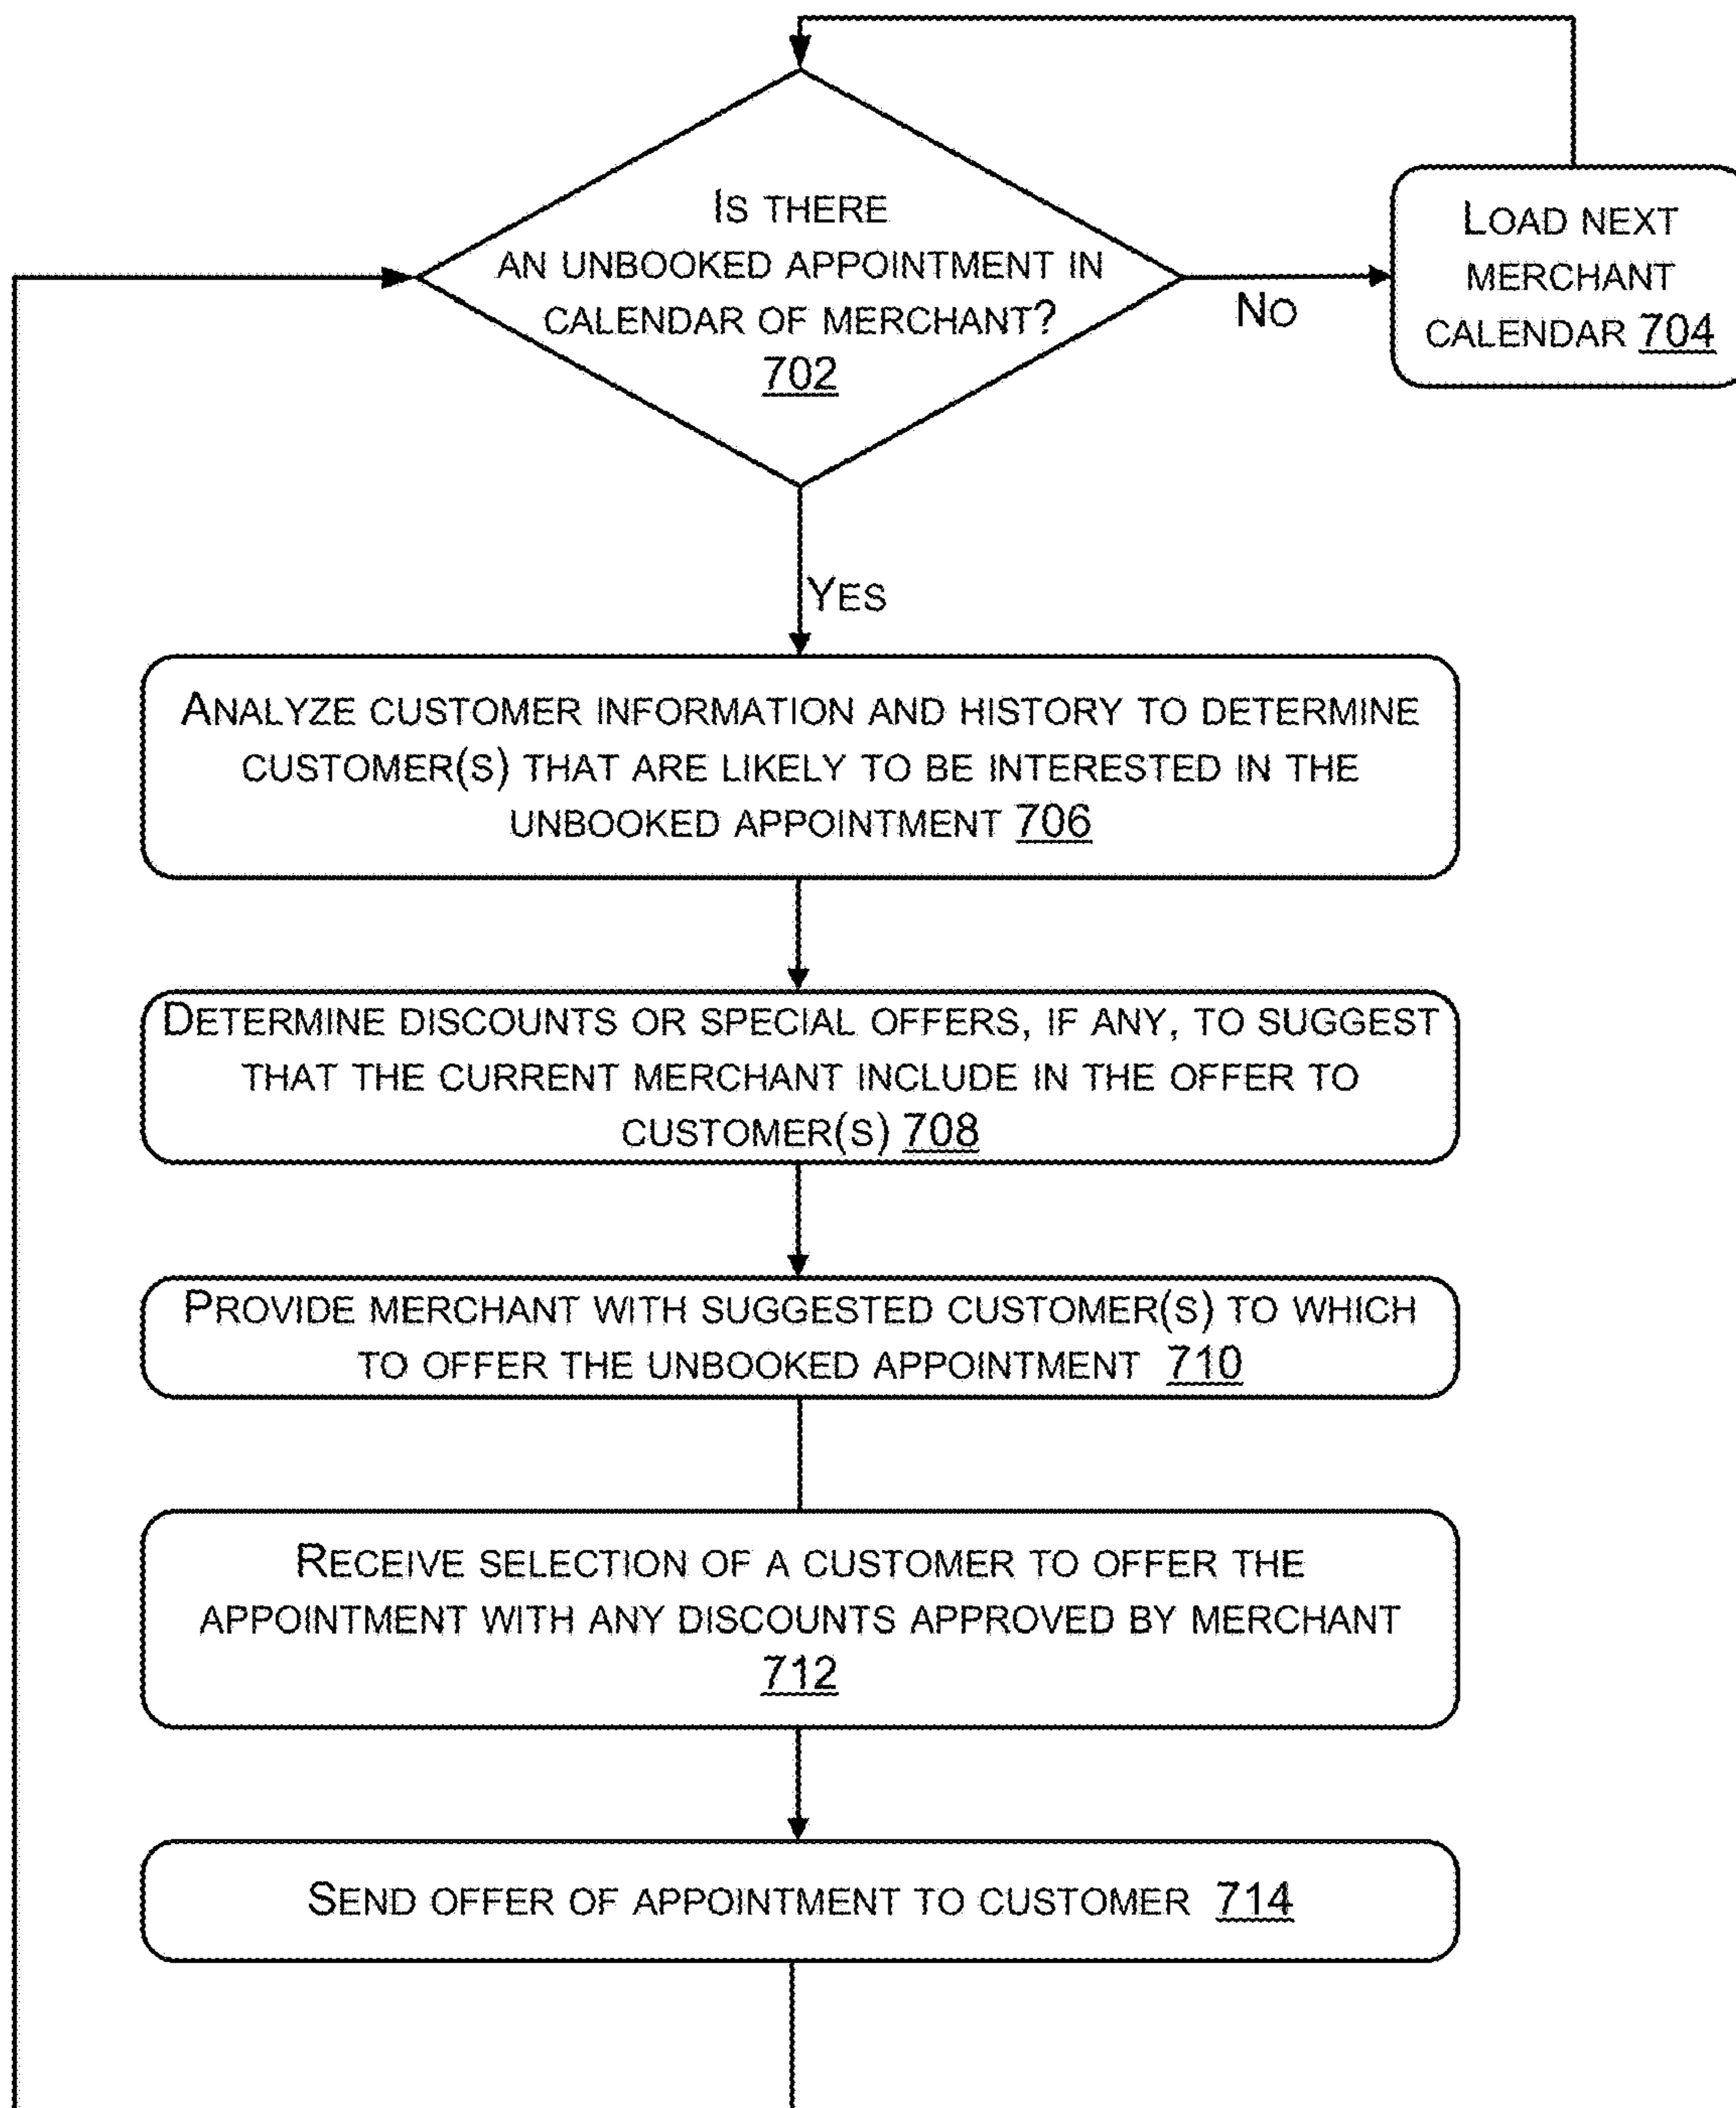 IS THERE
AN UNBOOKED APPOINTMENT IN
CALENDAR OF MERCHANT?
702
NO
LOAD NEXT
MERCHANT
CALENDAR 704
YES
ANALYZE CUSTOMER INFORMATION AND HISTORY TO DETERMINE
CUSTOMER(S) THAT ARE LIKELY TO BE INTERESTED IN THE
UNBOOKED APPOINTMENT 706
DETERMINE DISCOUNTS OR SPECIAL OFFERS, IF ANY, TO SUGGEST
THAT THE CURRENT MERCHANT INCLUDE IN THE OFFER TO
CUSTOMER(S) 708
PROVIDE MERCHANT WITH SUGGESTED CUSTOMER(S) TO WHICH
TO OFFER THE UNBOOKED APPOINTMENT 710
RECEIVE SELECTION OF A CUSTOMER TO OFFER THE
APPOINTMENT WITH ANY DISCOUNTS APPROVED BY MERCHANT
712
SEND OFFER OF APPOINTMENT TO CUSTOMER 714